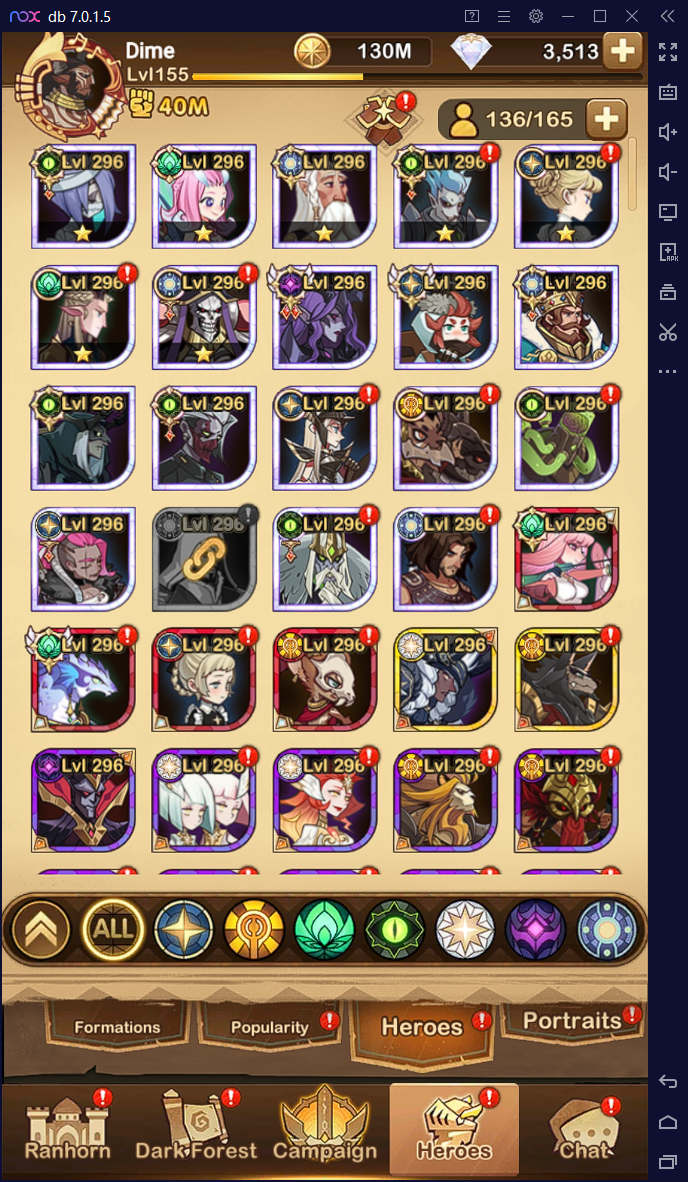 nox db 7.0.1.5
Dime
130M
3,513
Lvl155
40M
136/165
Lvl 296 Lvl 296 Lvl 296 Lvl 296 Lvl 296
Lvl 296 Lvl 296 Lvl 296 Lvl 296 Lvl 296
Lvl 296 Lvl 296 Lvl 296 Lvl 296 Lvl 296
Lvl 296 Lvl 296 Lvl 296 Lvl 296 Lvl 296
Lvl 296 Lvl 296 Lvl 296 Lvl 296 Lvl 296
Lvl 296 Lvl 296 Lvl 296 Lvl 296 Lvl 296
ALL
Formations Popularity Heroes Portraits
Ranhorn Dark Forest Campaign Heroes Chat
APK